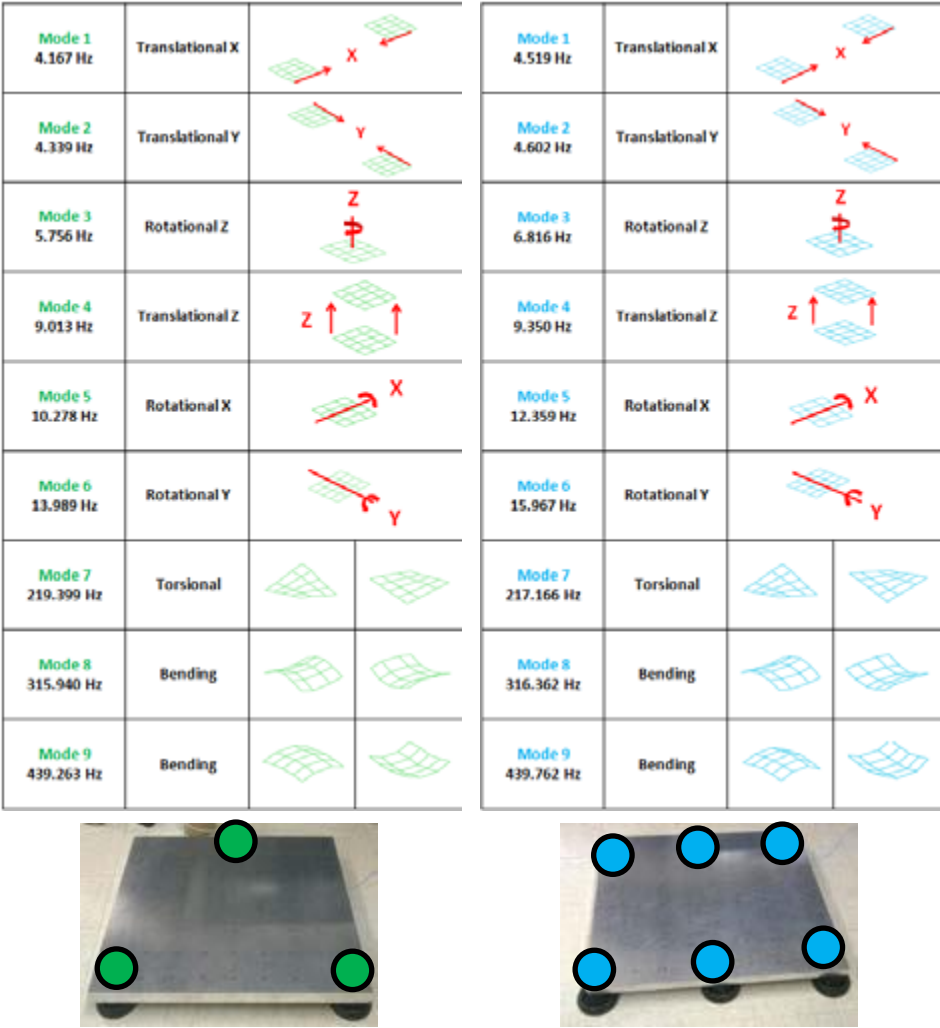 Mode 1
4.167 Hz
Translational X
X
Mode 2
4.339 Hz
Translational Y
Y
Mode 3
5.756 Hz
Rotational Z
Z
Mode 4
9.013 Hz
Translational Z
Z
Mode 5
10.278 Hz
Rotational X
X
Mode 6
13.989 Hz
Rotational Y
Y
Mode 7
219.399 Hz
Torsional
Mode 8
315.940 Hz
Bending
Mode 9
439.263 Hz
Bending
Mode 1
4.519 Hz
Translational X
X
Mode 2
4.602 Hz
Translational Y
Y
Mode 3
6.816 Hz
Rotational Z
Z
Mode 4
9.350 Hz
Translational Z
Z
Mode 5
12.359 Hz
Rotational X
X
Mode 6
15.967 Hz
Rotational Y
Y
Mode 7
217.166 Hz
Torsional
Mode 8
316.362 Hz
Bending
Mode 9
439.762 Hz
Bending